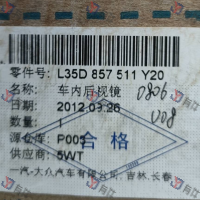 零件号: L35D 857 511 Y20
名 称: 车内后视镜
日 期: 2012.03.26
数 量: 1
源仓库: P003
供应商: 5WT
合格
一汽-大众汽车有限公司, 吉林, 长春
0806
008